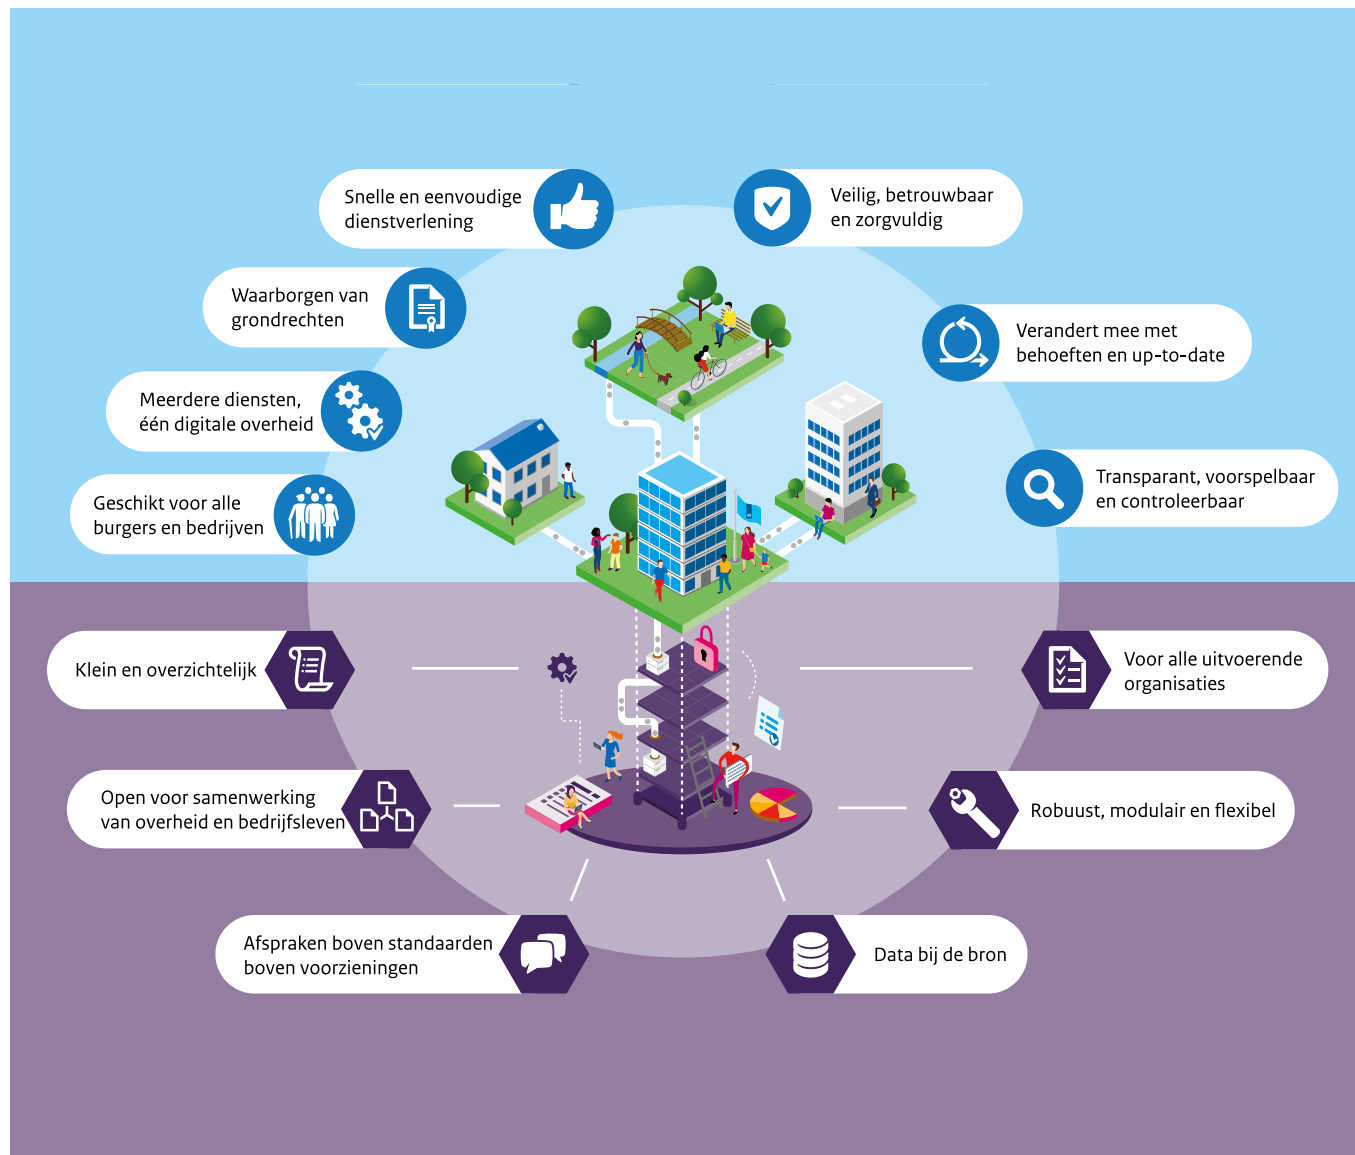 Snelle en eenvoudige
dienstverlening
Veilig, betrouwbaar
en zorgvuldig
Waarborgen van
grondrechten
Verandert mee met
behoeften en up-to-date
Meerdere diensten,
één digitale overheid
Transparant, voorspelbaar
en controleerbaar
Geschikt voor alle
burgers en bedrijven
Klein en overzichtelijk
Voor alle uitvoerende
organisaties
Open voor samenwerking
van overheid en bedrijfsleven
Robuust, modulair en flexibel
Afspraken boven standaarden
boven voorzieningen
Data bij de bron